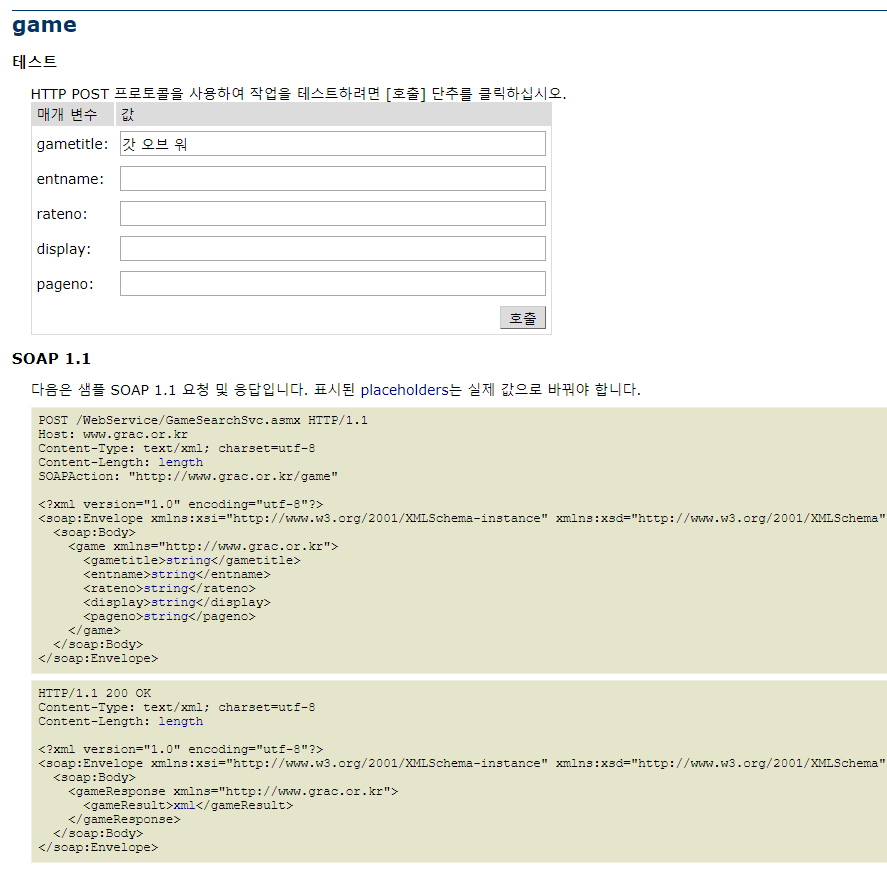 game
테스트
HTTP POST 프로토콜을 사용하여 작업을 테스트하려면 [호출] 단추를 클릭하십시오.
매개 변수 값
gametitle: 갓 오브 워
entname:
rateno:
display:
pageno:
호출
SOAP 1.1
다음은 샘플 SOAP 1.1 요청 및 응답입니다. 표시된 placeholders는 실제 값으로 바꿔야 합니다.
POST /WebService/GameSearchSvc.asmx HTTP/1.1
Host: www.grac.or.kr
Content-Type: text/xml; charset=utf-8
Content-Length: length
SOAPAction: "http://www.grac.or.kr/game"
<?xml version="1.0" encoding="utf-8"?>
<soap:Envelope xmlns:xsi="http://www.w3.org/2001/XMLSchema-instance" xmlns:xsd="http://www.w3.org/2001/XMLSchema"
<soap:Body>
<game xmlns="http://www.grac.or.kr">
<gametitle>string</gametitle>
<entname>string</entname>
<rateno>string</rateno>
<display>string</display>
<pageno>string</pageno>
</game>
</soap:Body>
</soap:Envelope>
HTTP/1.1 200 OK
Content-Type: text/xml; charset=utf-8
Content-Length: length
<?xml version="1.0" encoding="utf-8"?>
<soap:Envelope xmlns:xsi="http://www.w3.org/2001/XMLSchema-instance" xmlns:xsd="http://www.w3.org/2001/XMLSchema"
<soap:Body>
<gameResponse xmlns="http://www.grac.or.kr">
<gameResult>xml</gameResult>
</gameResponse>
</soap:Body>
</soap:Envelope>